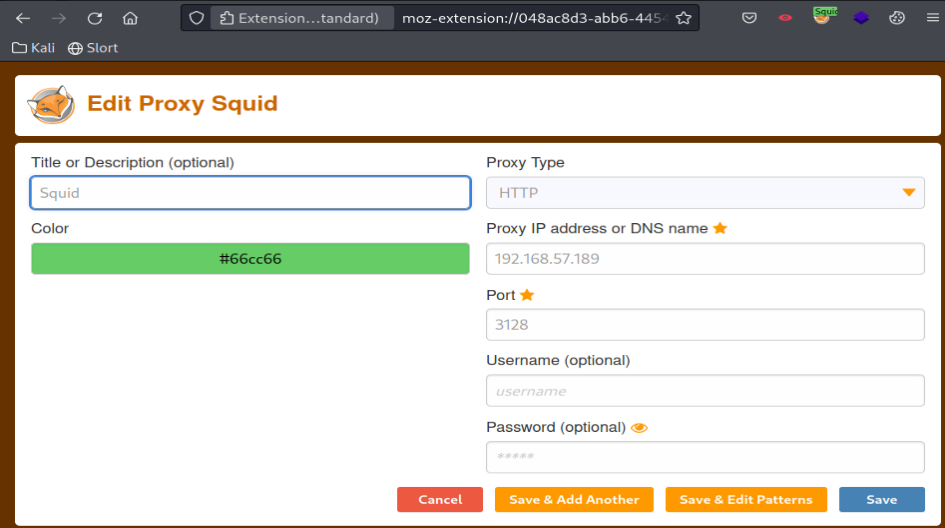 Extension...tandard)
moz-extension://048ac8d3-abb6-4454
Squid
Kali
Slort
Edit Proxy Squid
Title or Description (optional)
Squid
Color
#66cc66
Proxy Type
HTTP
Proxy IP address or DNS name
192.168.57.189
Port
3128
Username (optional)
username
Password (optional)
*****
Cancel
Save & Add Another
Save & Edit Patterns
Save